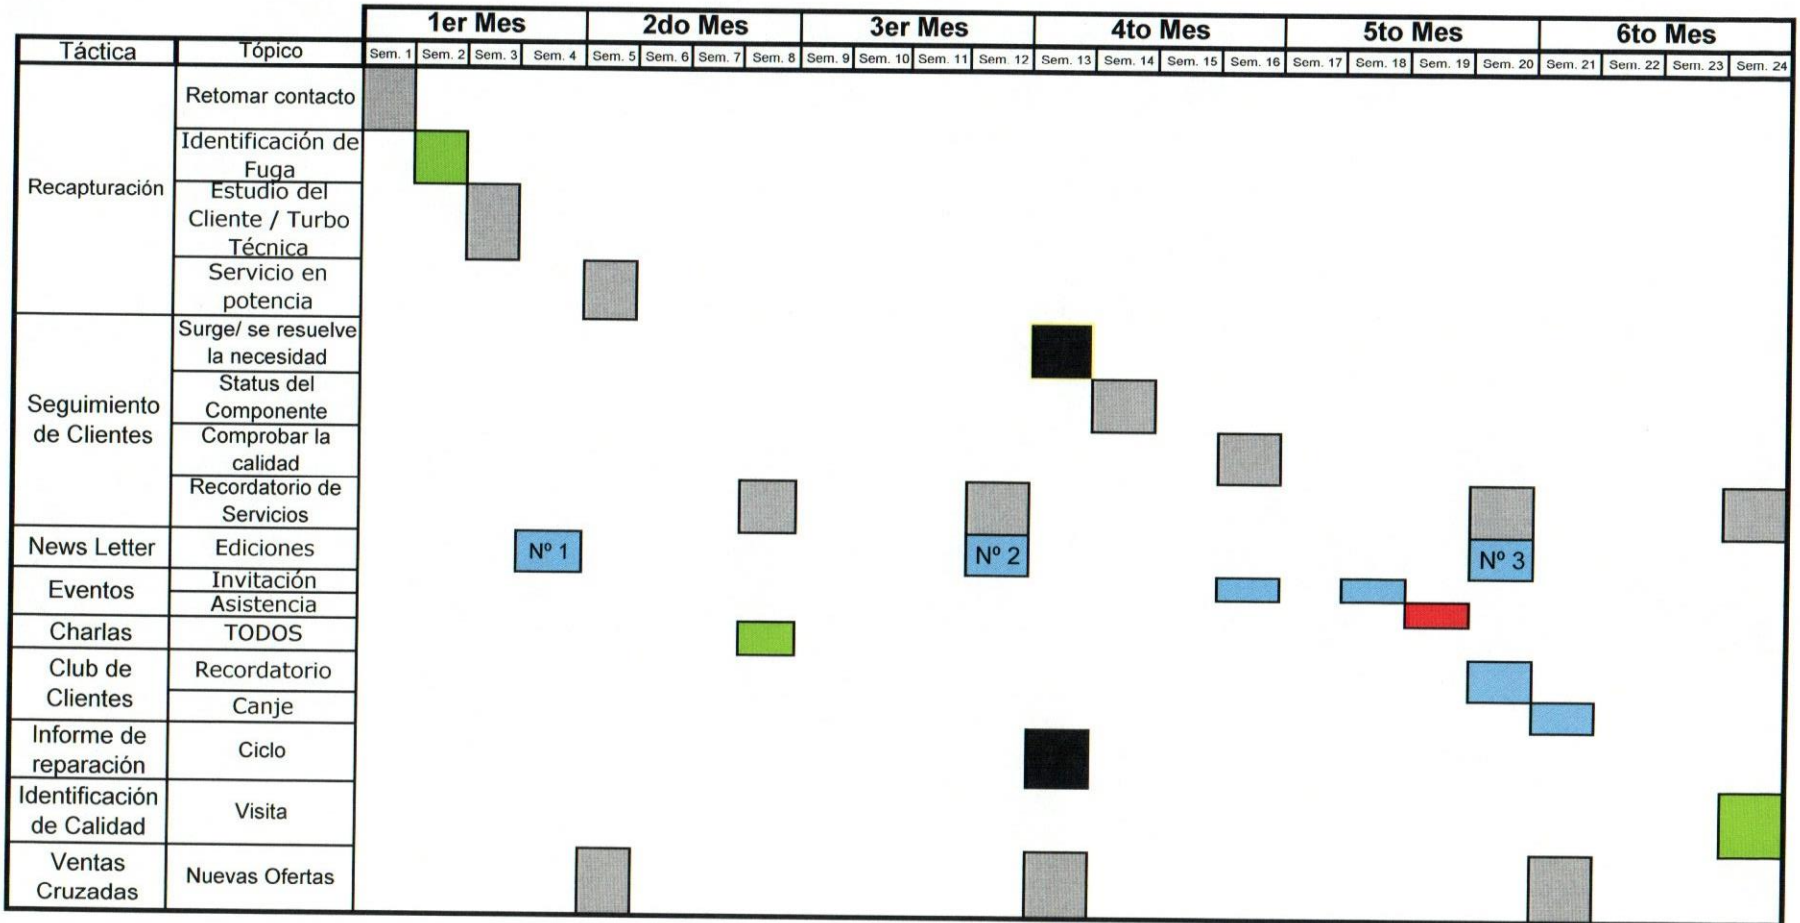 1er Mes 2do Mes 3er Mes 4to Mes 5to Mes 6to Mes
Táctica Tópico Sem. 1 Sem. 2 Sem. 3 Sem. 4 Sem. 5 Sem. 6 Sem. 7 Sem. 8 Sem. 9 Sem. 10 Sem. 11 Sem. 12 Sem. 13 Sem. 14 Sem. 15 Sem. 16 Sem. 17 Sem. 18 Sem. 19 Sem. 20 Sem. 21 Sem. 22 Sem. 23 Sem. 24
Recapturación
Retomar contacto
Identificación de
Fuga
Estudio del
Cliente / Turbo
Técnica
Servicio en
potencia
Seguimiento
de Clientes
Surge/ se resuelve
la necesidad
Status del
Componente
Comprobar la
calidad
Recordatorio de
Servicios
News Letter Ediciones Nº 1 Nº 2 Nº 3
Eventos
Invitación
Asistencia
Charlas TODOS
Club de
Clientes
Recordatorio
Canje
Informe de
reparación
Ciclo
Identificación
de Calidad
Visita
Ventas
Cruzadas
Nuevas Ofertas